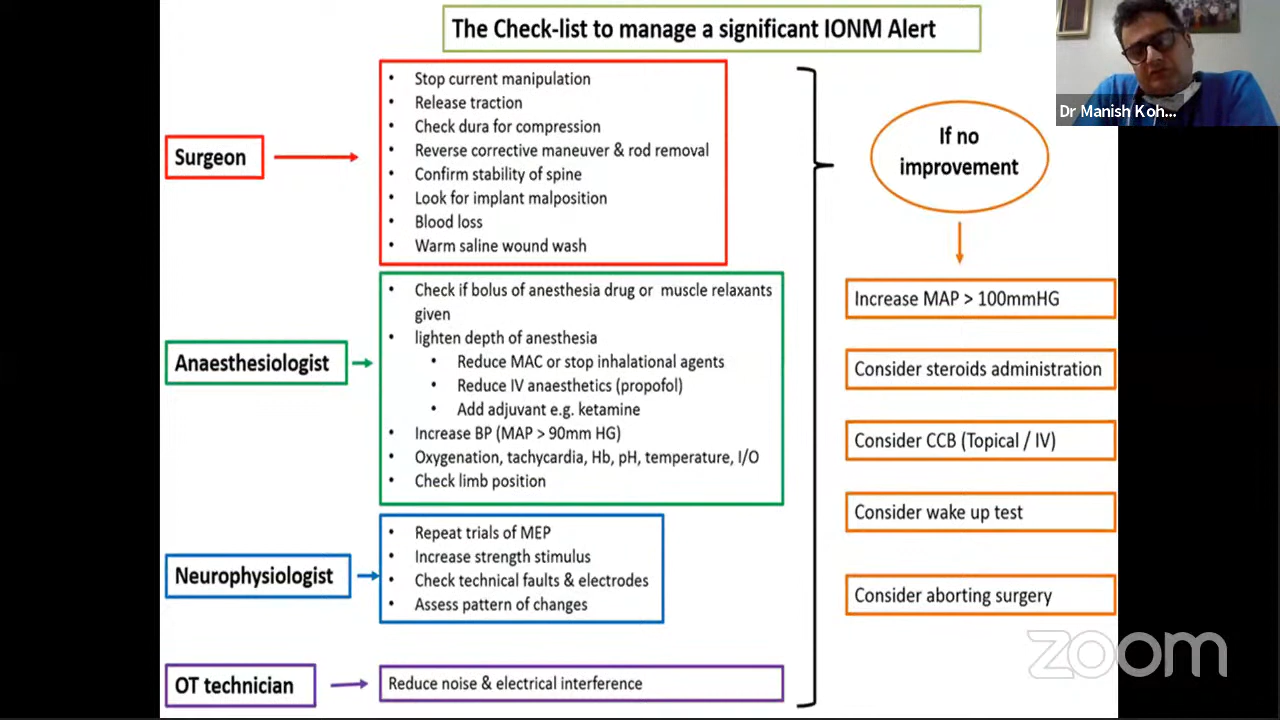 The Check-list to manage a significant IONM Alert
Dr Manish Koh...
Surgeon
• Stop current manipulation
• Release traction
• Check dura for compression
• Reverse corrective maneuver & rod removal
• Confirm stability of spine
• Look for implant malposition
• Blood loss
• Warm saline wound wash
Anaesthesiologist
• Check if bolus of anesthesia drug or muscle relaxants
given
• lighten depth of anesthesia
• Reduce MAC or stop inhalational agents
• Reduce IV anaesthetics (propofol)
• Add adjuvant e.g. ketamine
• Increase BP (MAP > 90mm HG)
• Oxygenation, tachycardia, Hb, pH, temperature, I/O
• Check limb position
Neurophysiologist
• Repeat trials of MEP
• Increase strength stimulus
• Check technical faults & electrodes
• Assess pattern of changes
OT technician
Reduce noise & electrical interference
If no
improvement
Increase MAP > 100mmHG
Consider steroids administration
Consider CCB (Topical / IV)
Consider wake up test
Consider aborting surgery
zoom